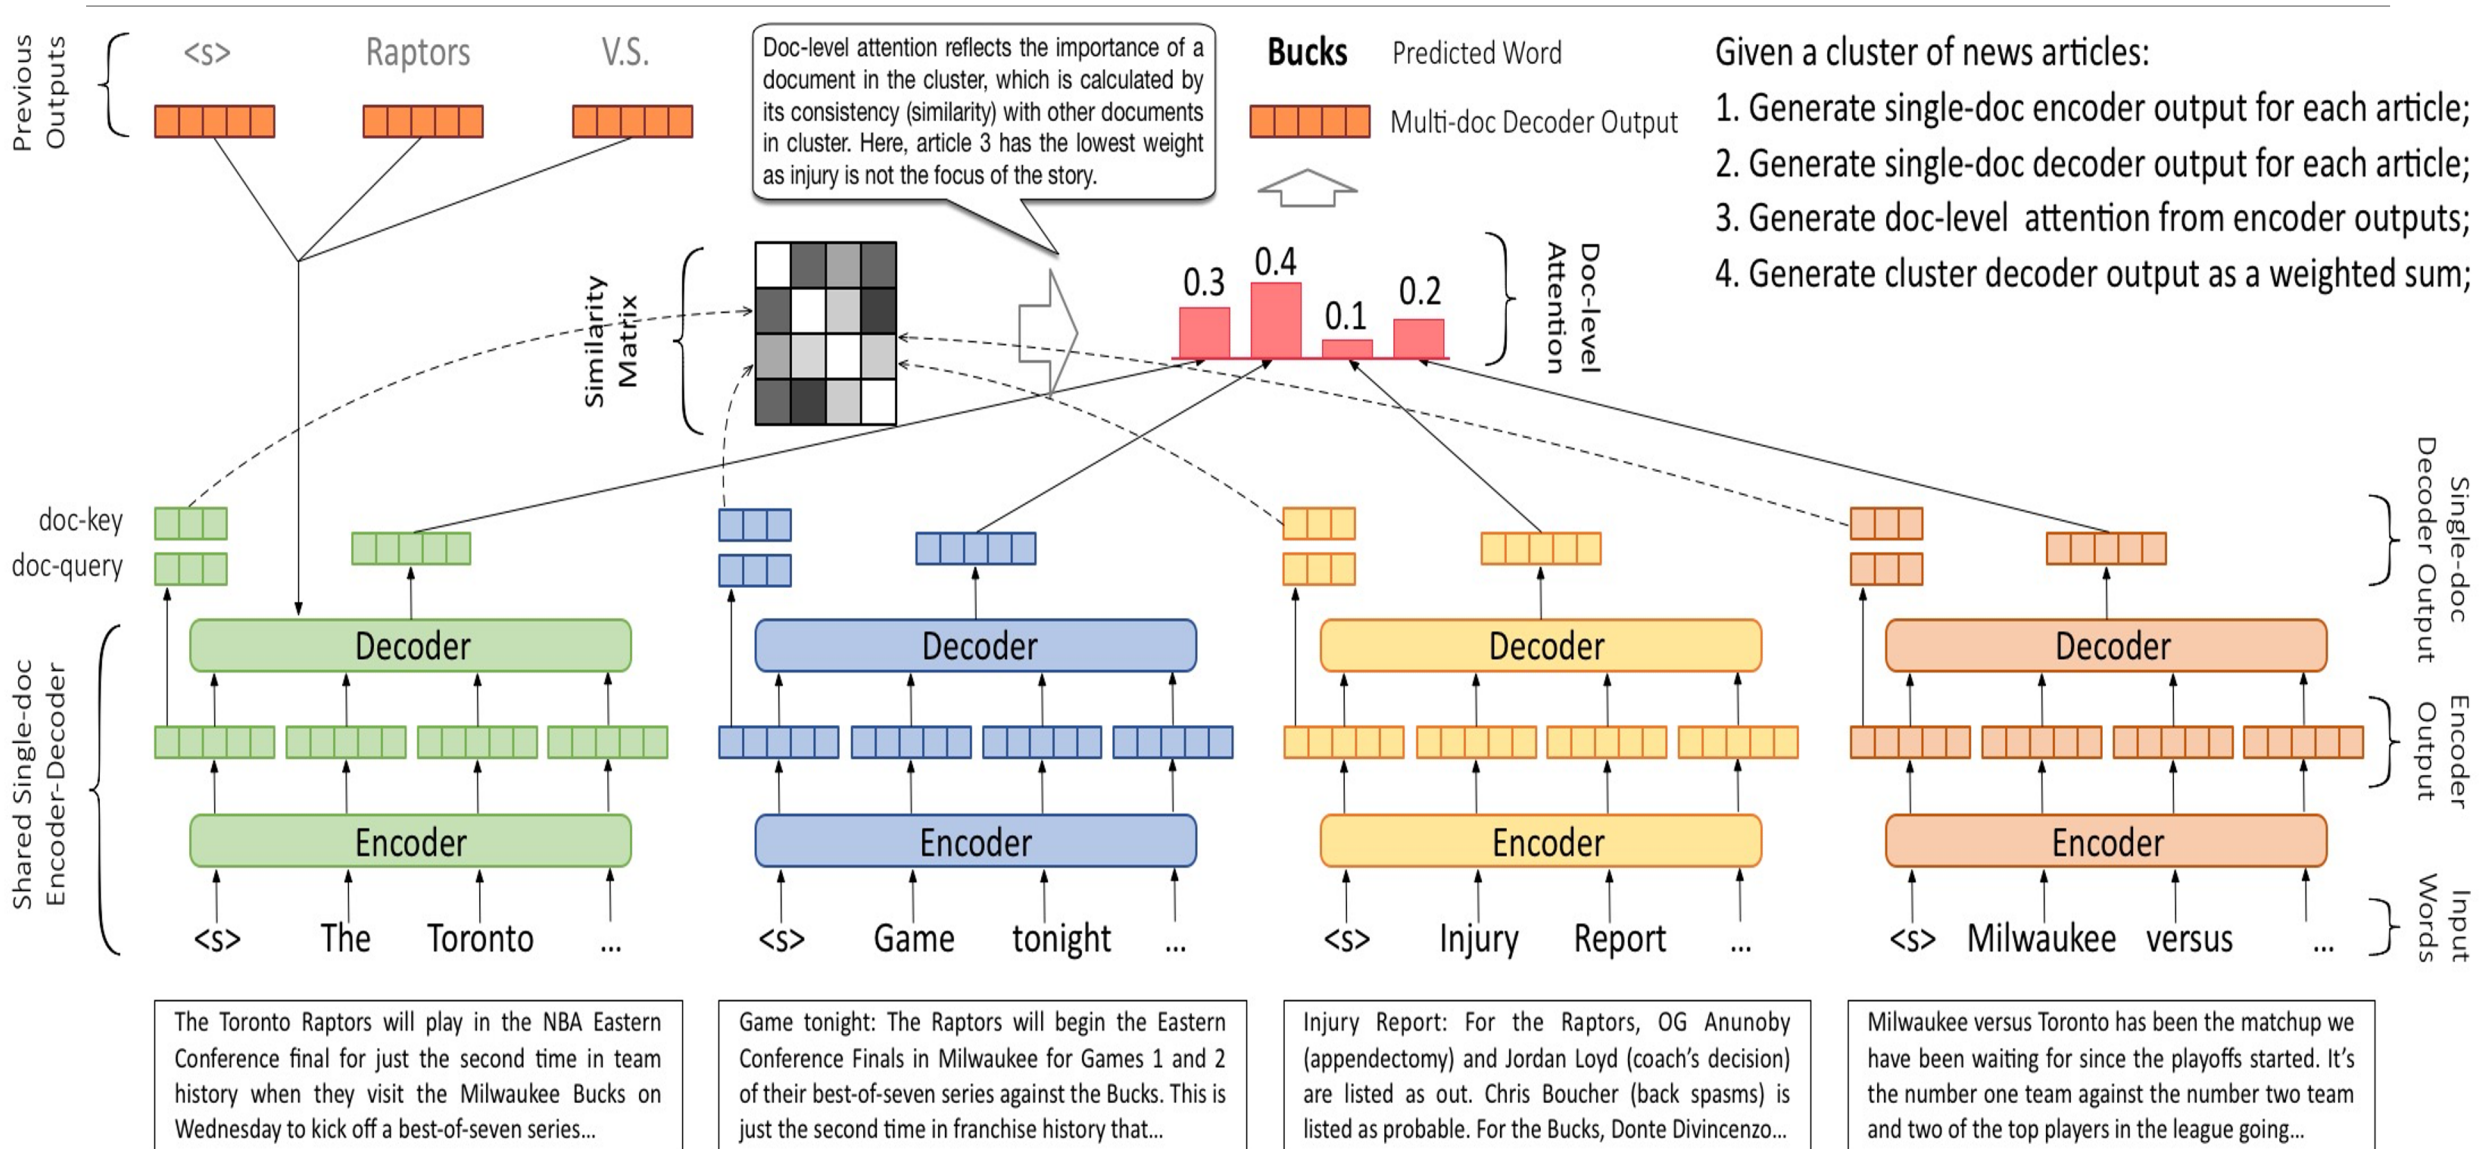 Previous
Outputs
<s> Raptors V.S.
Doc-level attention reflects the importance of a
document in the cluster, which is calculated by
its consistency (similarity) with other documents
in cluster. Here, article 3 has the lowest weight
as injury is not the focus of the story.
Bucks Predicted Word
Multi-doc Decoder Output
Given a cluster of news articles:
1. Generate single-doc encoder output for each article;
2. Generate single-doc decoder output for each article;
3. Generate doc-level attention from encoder outputs;
4. Generate cluster decoder output as a weighted sum;
Similarity
Matrix
0.3 0.4 0.1 0.2
Doc-level
Attention
doc-key
doc-query
Single-doc
Decoder Output
Shared Single-doc
Encoder-Decoder
Decoder Decoder Decoder Decoder
Encoder
Output
Encoder Encoder Encoder Encoder
<s> The Toronto ... <s> Game tonight ... <s> Injury Report ... <s> Milwaukee versus ...
Input
Words
The Toronto Raptors will play in the NBA Eastern
Conference final for just the second time in team
history when they visit the Milwaukee Bucks on
Wednesday to kick off a best-of-seven series...
Game tonight: The Raptors will begin the Eastern
Conference Finals in Milwaukee for Games 1 and 2
of their best-of-seven series against the Bucks. This is
just the second time in franchise history that...
Injury Report: For the Raptors, OG Anunoby
(appendectomy) and Jordan Loyd (coach's decision)
are listed as out. Chris Boucher (back spasms) is
listed as probable. For the Bucks, Donte Divincenzo...
Milwaukee versus Toronto has been the matchup we
have been waiting for since the playoffs started. It's
the number one team against the number two team
and two of the top players in the league going...